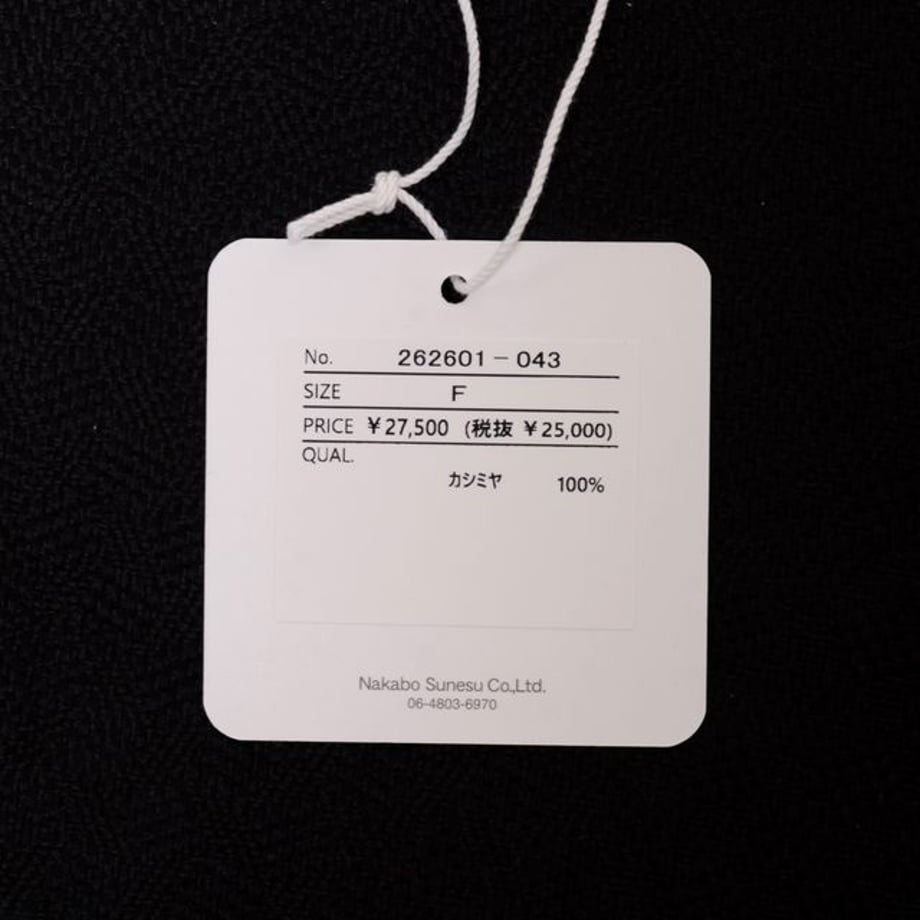 No. 262601-043
SIZE F
PRICE ¥27,500 (税抜 ¥25,000)
QUAL.
カシミヤ 100%
Nakabo Sunesu Co.,Ltd.
06-4803-6970